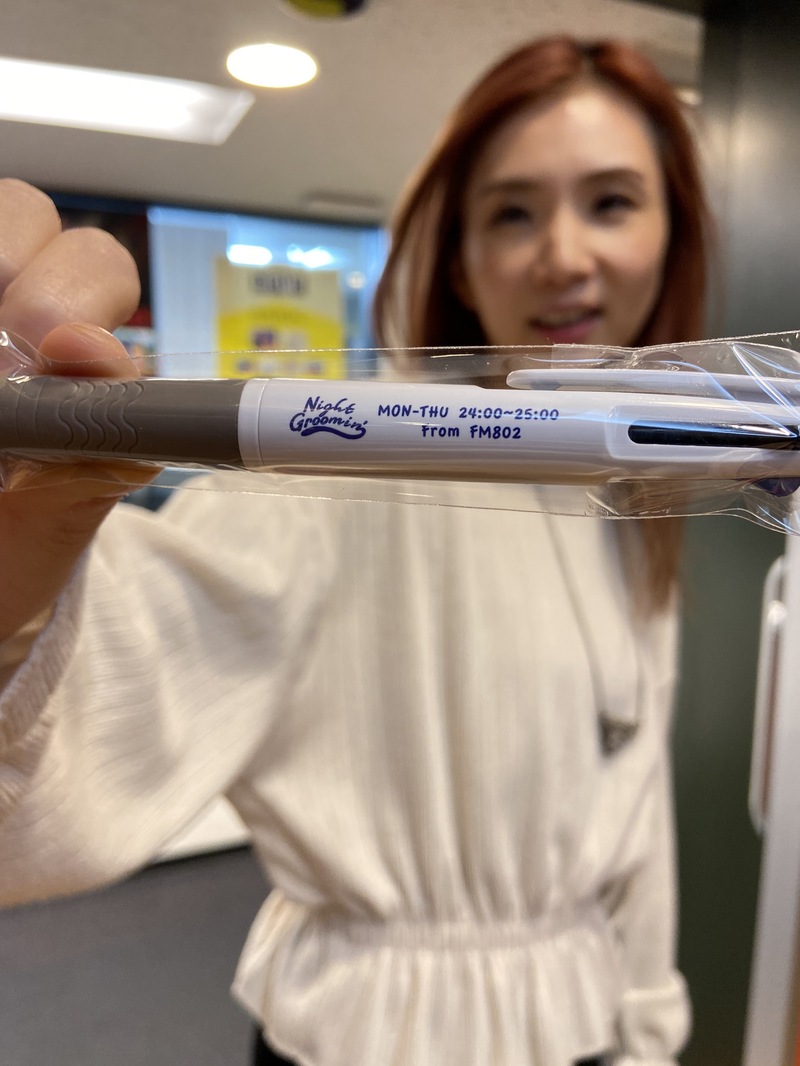 Night
Groomin'
MON-THU 24:00~25:00
From FM802